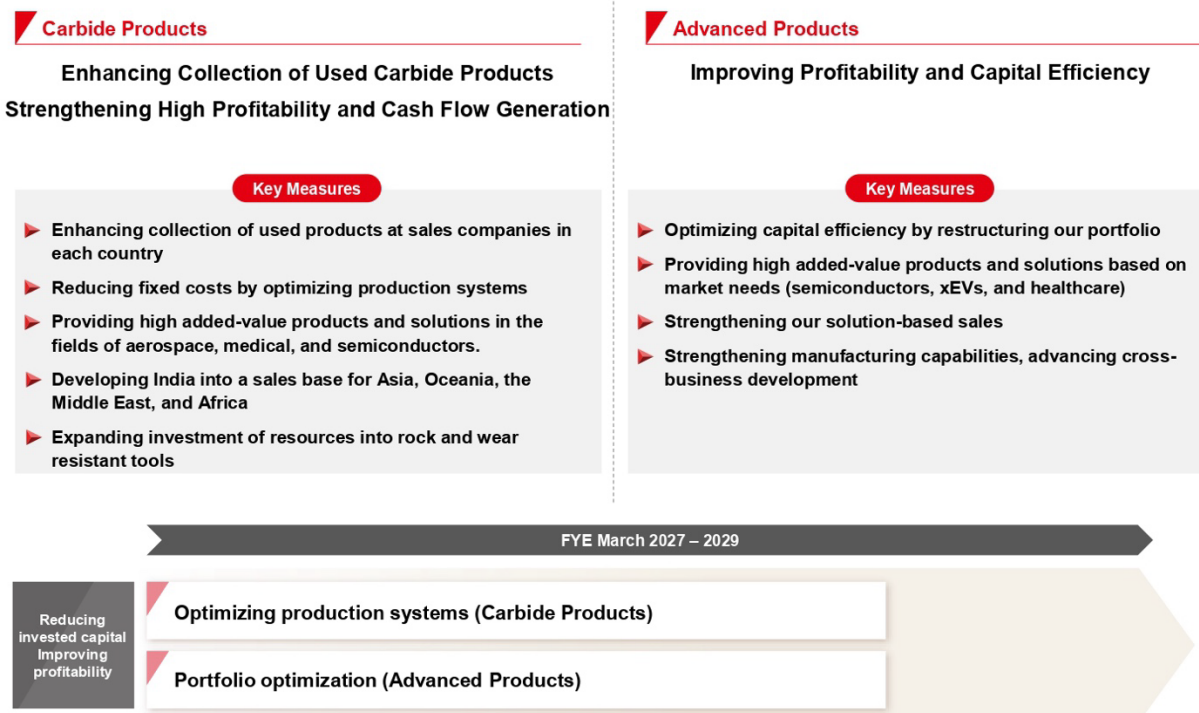 Carbide Products
Enhancing Collection of Used Carbide Products
Strengthening High Profitability and Cash Flow Generation
Key Measures
Enhancing collection of used products at sales companies in
each country
Reducing fixed costs by optimizing production systems
Providing high added-value products and solutions in the
fields of aerospace, medical, and semiconductors.
Developing India into a sales base for Asia, Oceania, the
Middle East, and Africa
Expanding investment of resources into rock and wear
resistant tools
Advanced Products
Improving Profitability and Capital Efficiency
Key Measures
Optimizing capital efficiency by restructuring our portfolio
Providing high added-value products and solutions based on
market needs (semiconductors, xEVs, and healthcare)
Strengthening our solution-based sales
Strengthening manufacturing capabilities, advancing cross-
business development
FYE March 2027 – 2029
Reducing
invested capital
Improving
profitability
Optimizing production systems (Carbide Products)
Portfolio optimization (Advanced Products)